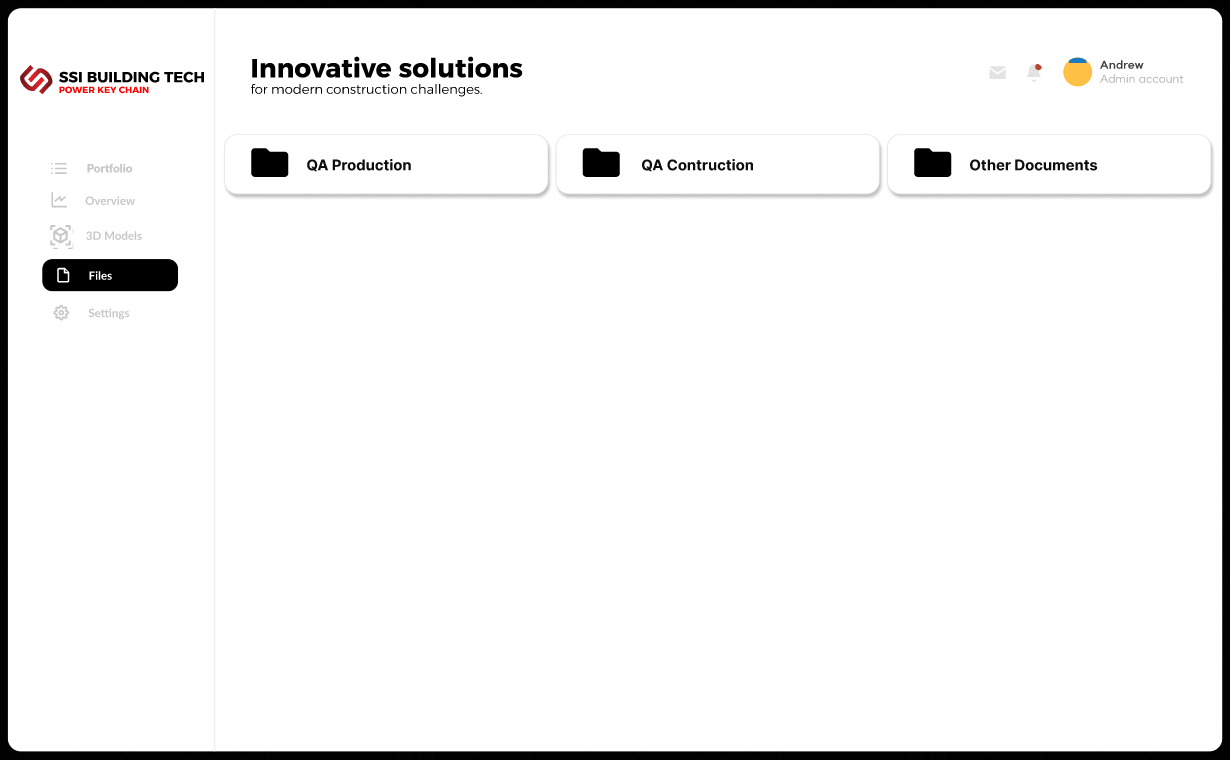 SSI BUILDING TECH
POWER KEY CHAIN
Portfolio
Overview
3D Models
Files
Settings
Innovative solutions
for modern construction challenges.
Andrew
Admin account
QA Production
QA Contruction
Other Documents